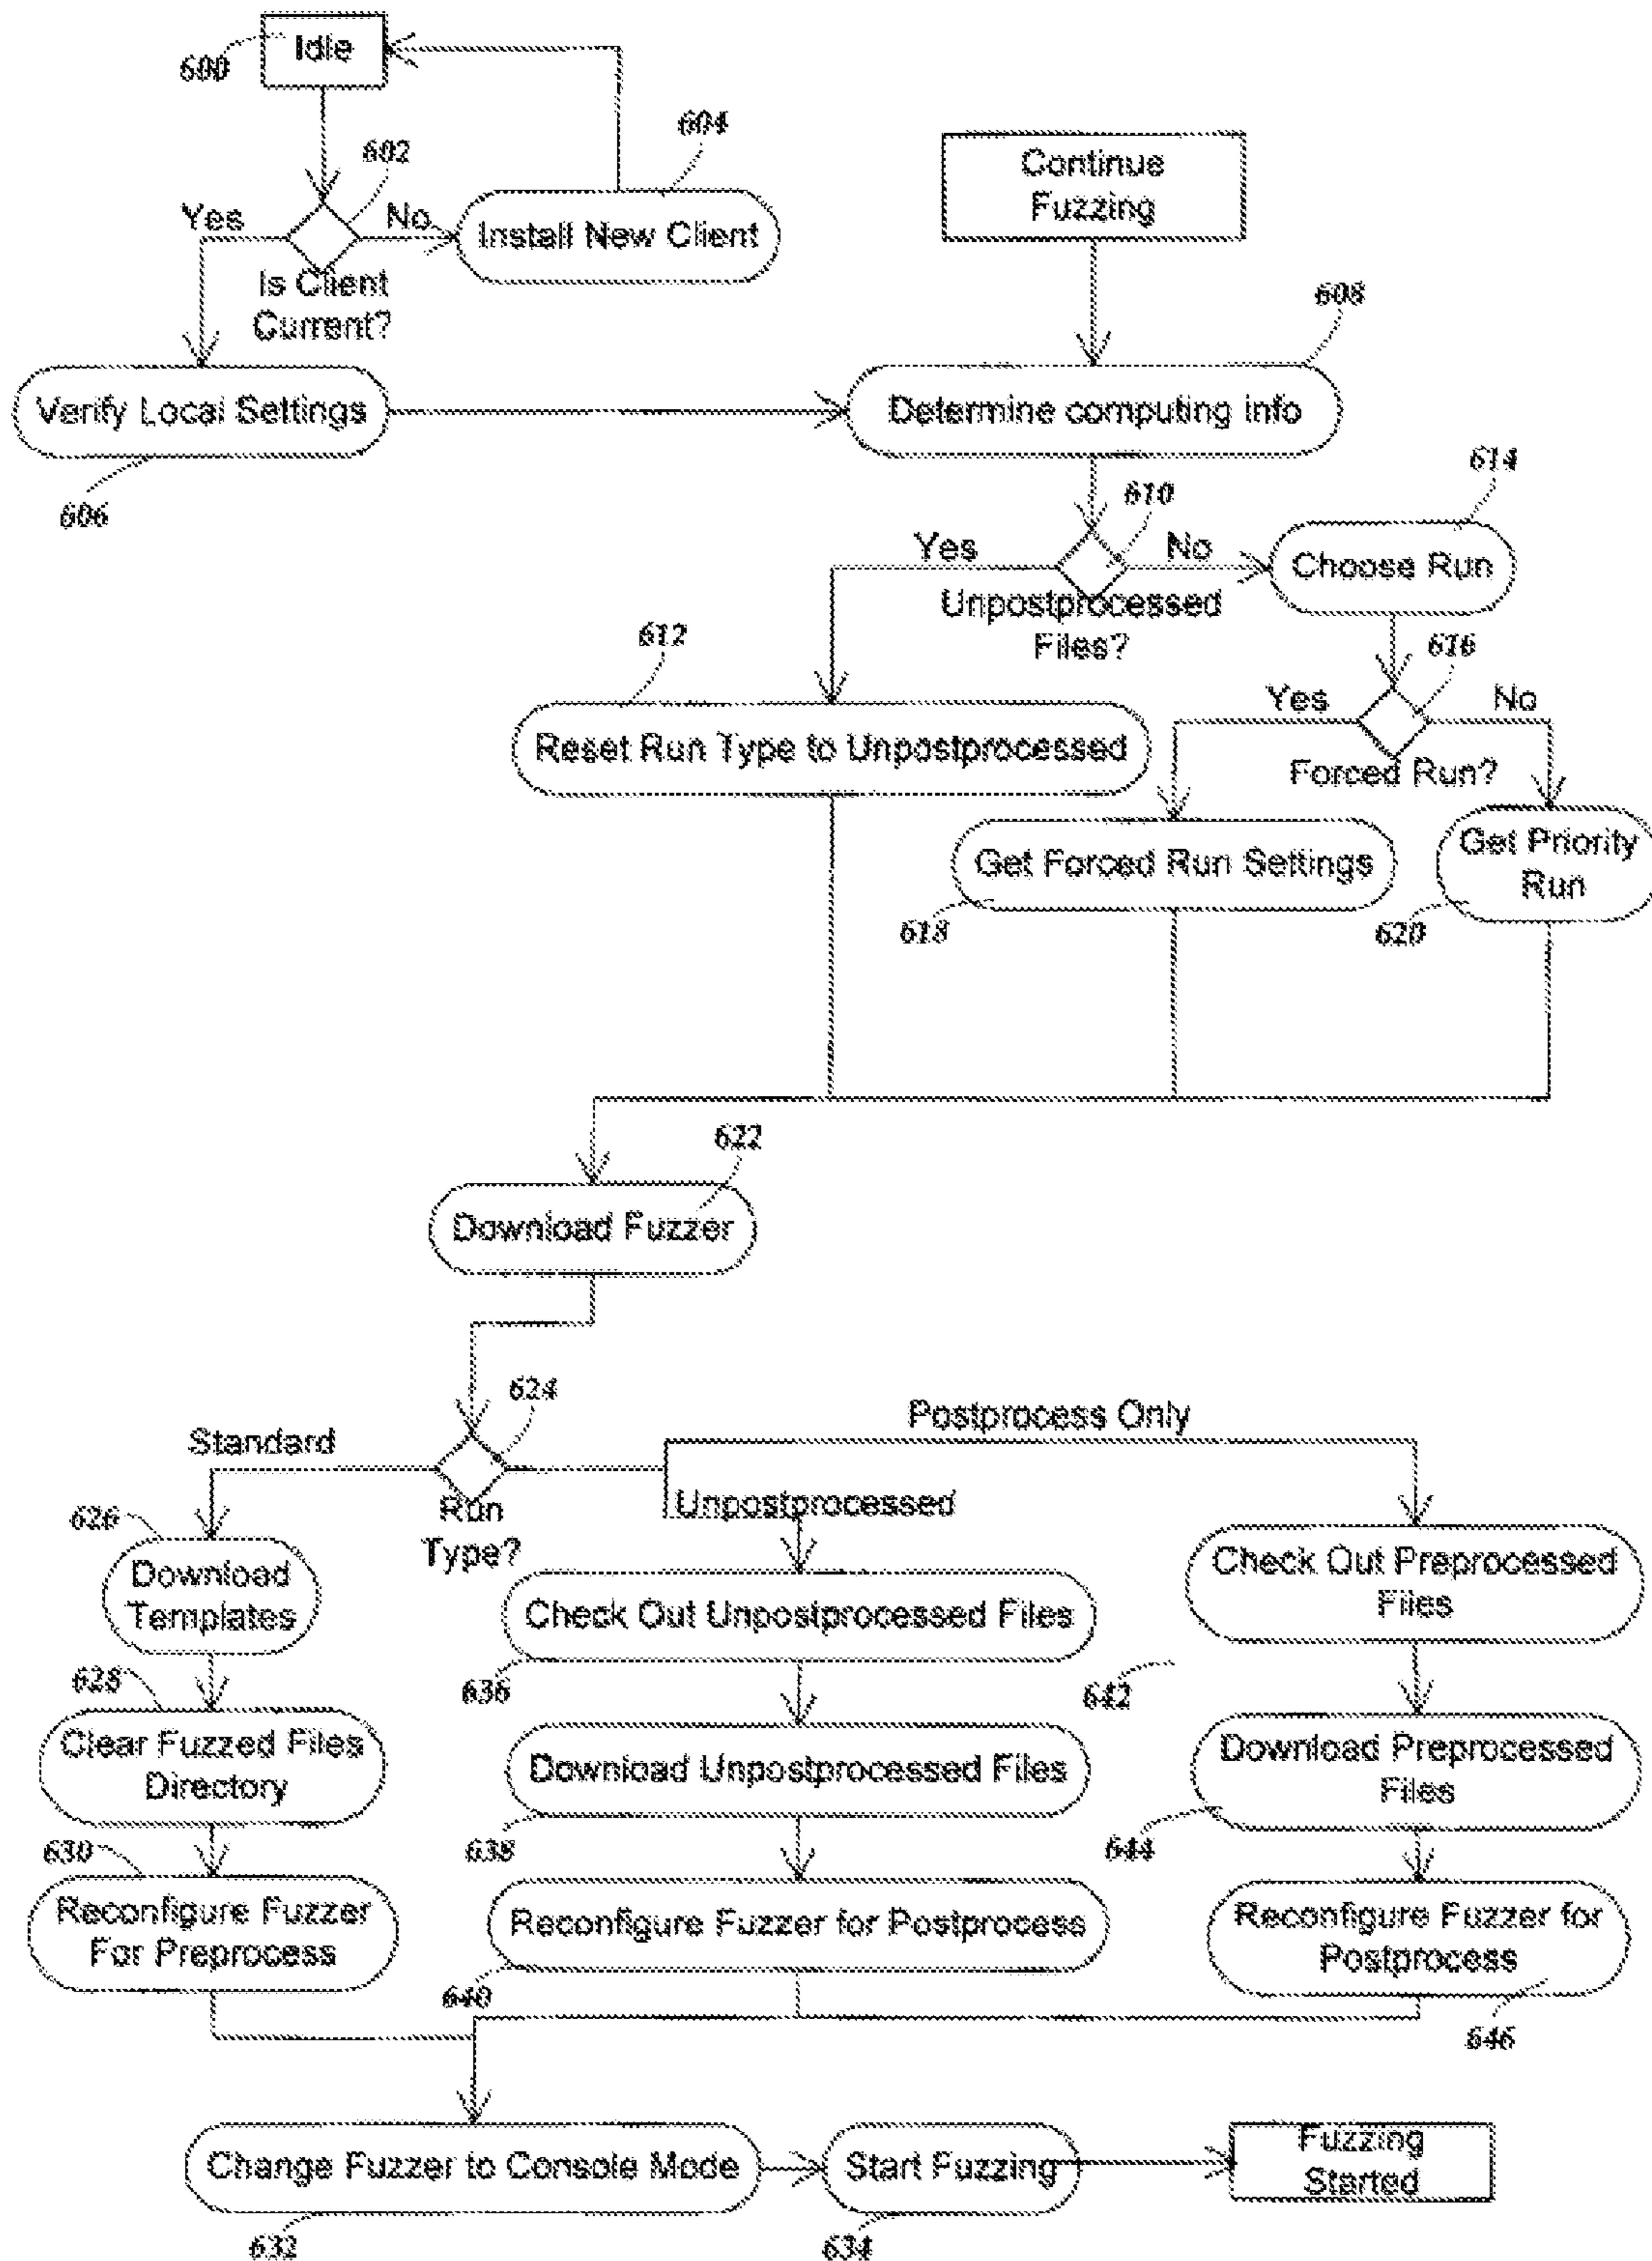 Idle
600
604
602
Continue
Fuzzing
Yes
No
Install New Client
Is Client
Current?
608
Verify Local Settings
Determine computing info
606
614
610
Yes
No
Choose Run
Unpostprocessed
Files?
612
616
Yes
No
Reset Run Type to Unpostprocessed
Forced Run?
Get Forced Run Settings
Get Priority
Run
618
620
622
Download Fuzzer
624
Postprocess Only
Standard
Unpostprocessed
Run
Type?
626
Download
Templates
Check Out Unpostprocessed Files
Check Out Preprocessed
Files
628
636
642
Clear Fuzzed Files
Directory
Download Unpostprocessed Files
Download Preprocessed
Files
630
638
644
Reconfigure Fuzzer
For Preprocess
Reconfigure Fuzzer for Postprocess
Reconfigure Fuzzer for
Postprocess
640
646
Change Fuzzer to Console Mode
Start Fuzzing
Fuzzing
Started
632
634